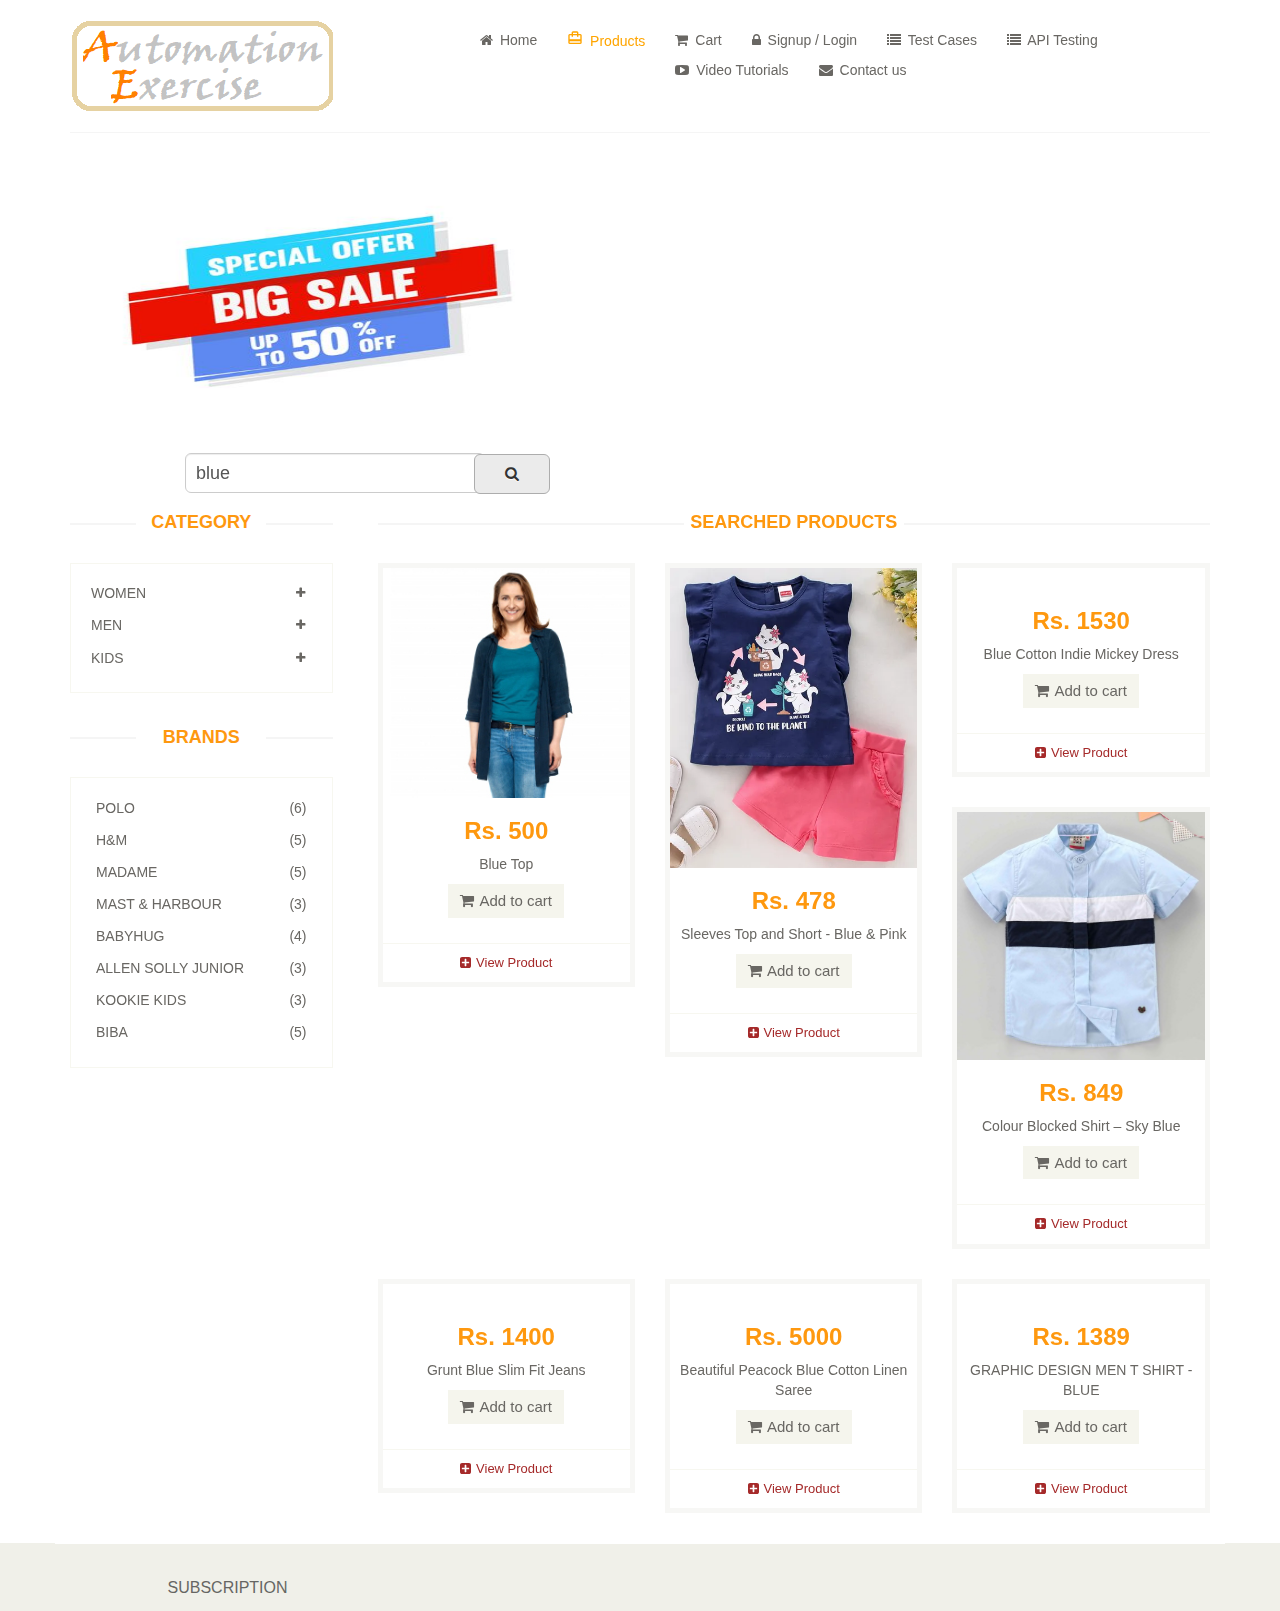 Automation
Exercise
Home
Products
Cart
Signup / Login
Test Cases
API Testing
Video Tutorials
Contact us
SPECIAL OFFER
BIG SALE
UP TO 50% OFF
blue
CATEGORY
WOMEN
MEN
KIDS
BRANDS
POLO (6)
H&M (5)
MADAME (5)
MAST & HARBOUR (3)
BABYHUG (4)
ALLEN SOLLY JUNIOR (3)
KOOKIE KIDS (3)
BIBA (5)
SEARCHED PRODUCTS
Rs. 500
Blue Top
Add to cart
View Product
BE KIND TO THE PLANET
Rs. 478
Sleeves Top and Short - Blue & Pink
Add to cart
View Product
Rs. 1530
Blue Cotton Indie Mickey Dress
Add to cart
View Product
Rs. 849
Colour Blocked Shirt – Sky Blue
Add to cart
View Product
Rs. 1400
Grunt Blue Slim Fit Jeans
Add to cart
View Product
Rs. 5000
Beautiful Peacock Blue Cotton Linen
Saree
Add to cart
View Product
Rs. 1389
GRAPHIC DESIGN MEN T SHIRT -
BLUE
Add to cart
View Product
SUBSCRIPTION